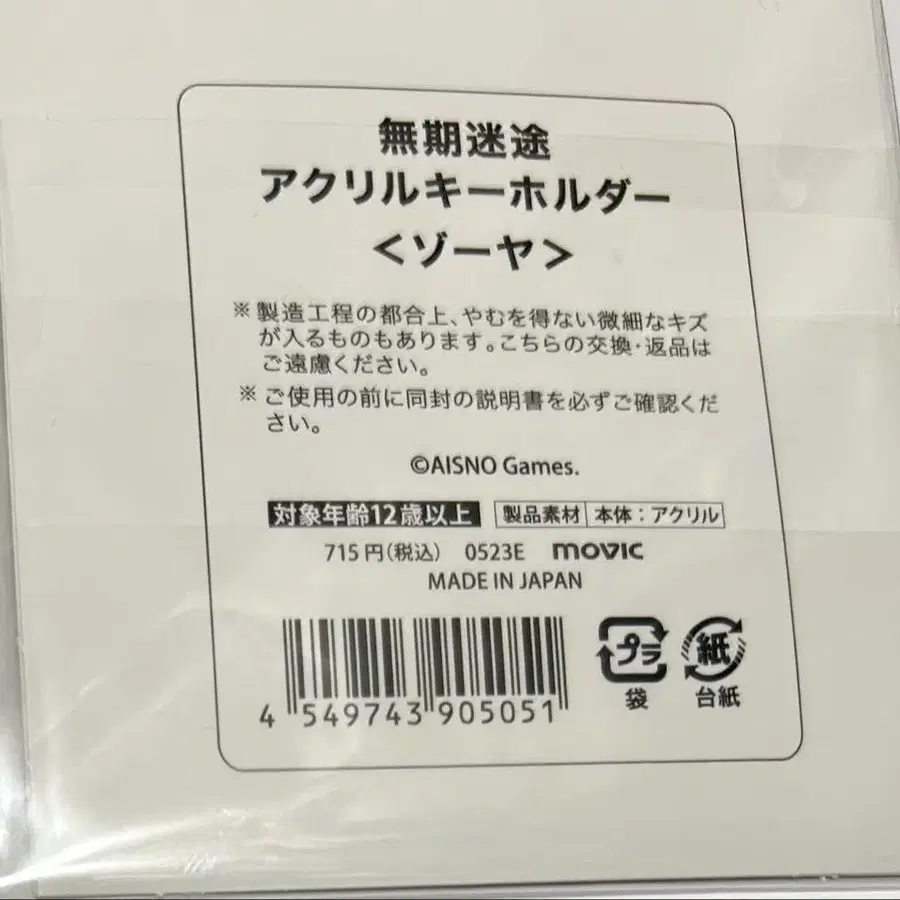 無期迷途
アクリルキーホルダー
<ゾーヤ>
※ 製造工程の都合上、やむを得ない微細なキズ
が入るものもあります。こちらの交換・返品は
ご遠慮ください。
※ ご使用の前に同封の説明書を必ずご確認くだ
さい。
©AISNO Games.
対象年齢12歳以上 製品素材 本体：アクリル
715円(税込) 0523E movic
MADE IN JAPAN
プラ 紙
袋 台紙
4 549743 905051